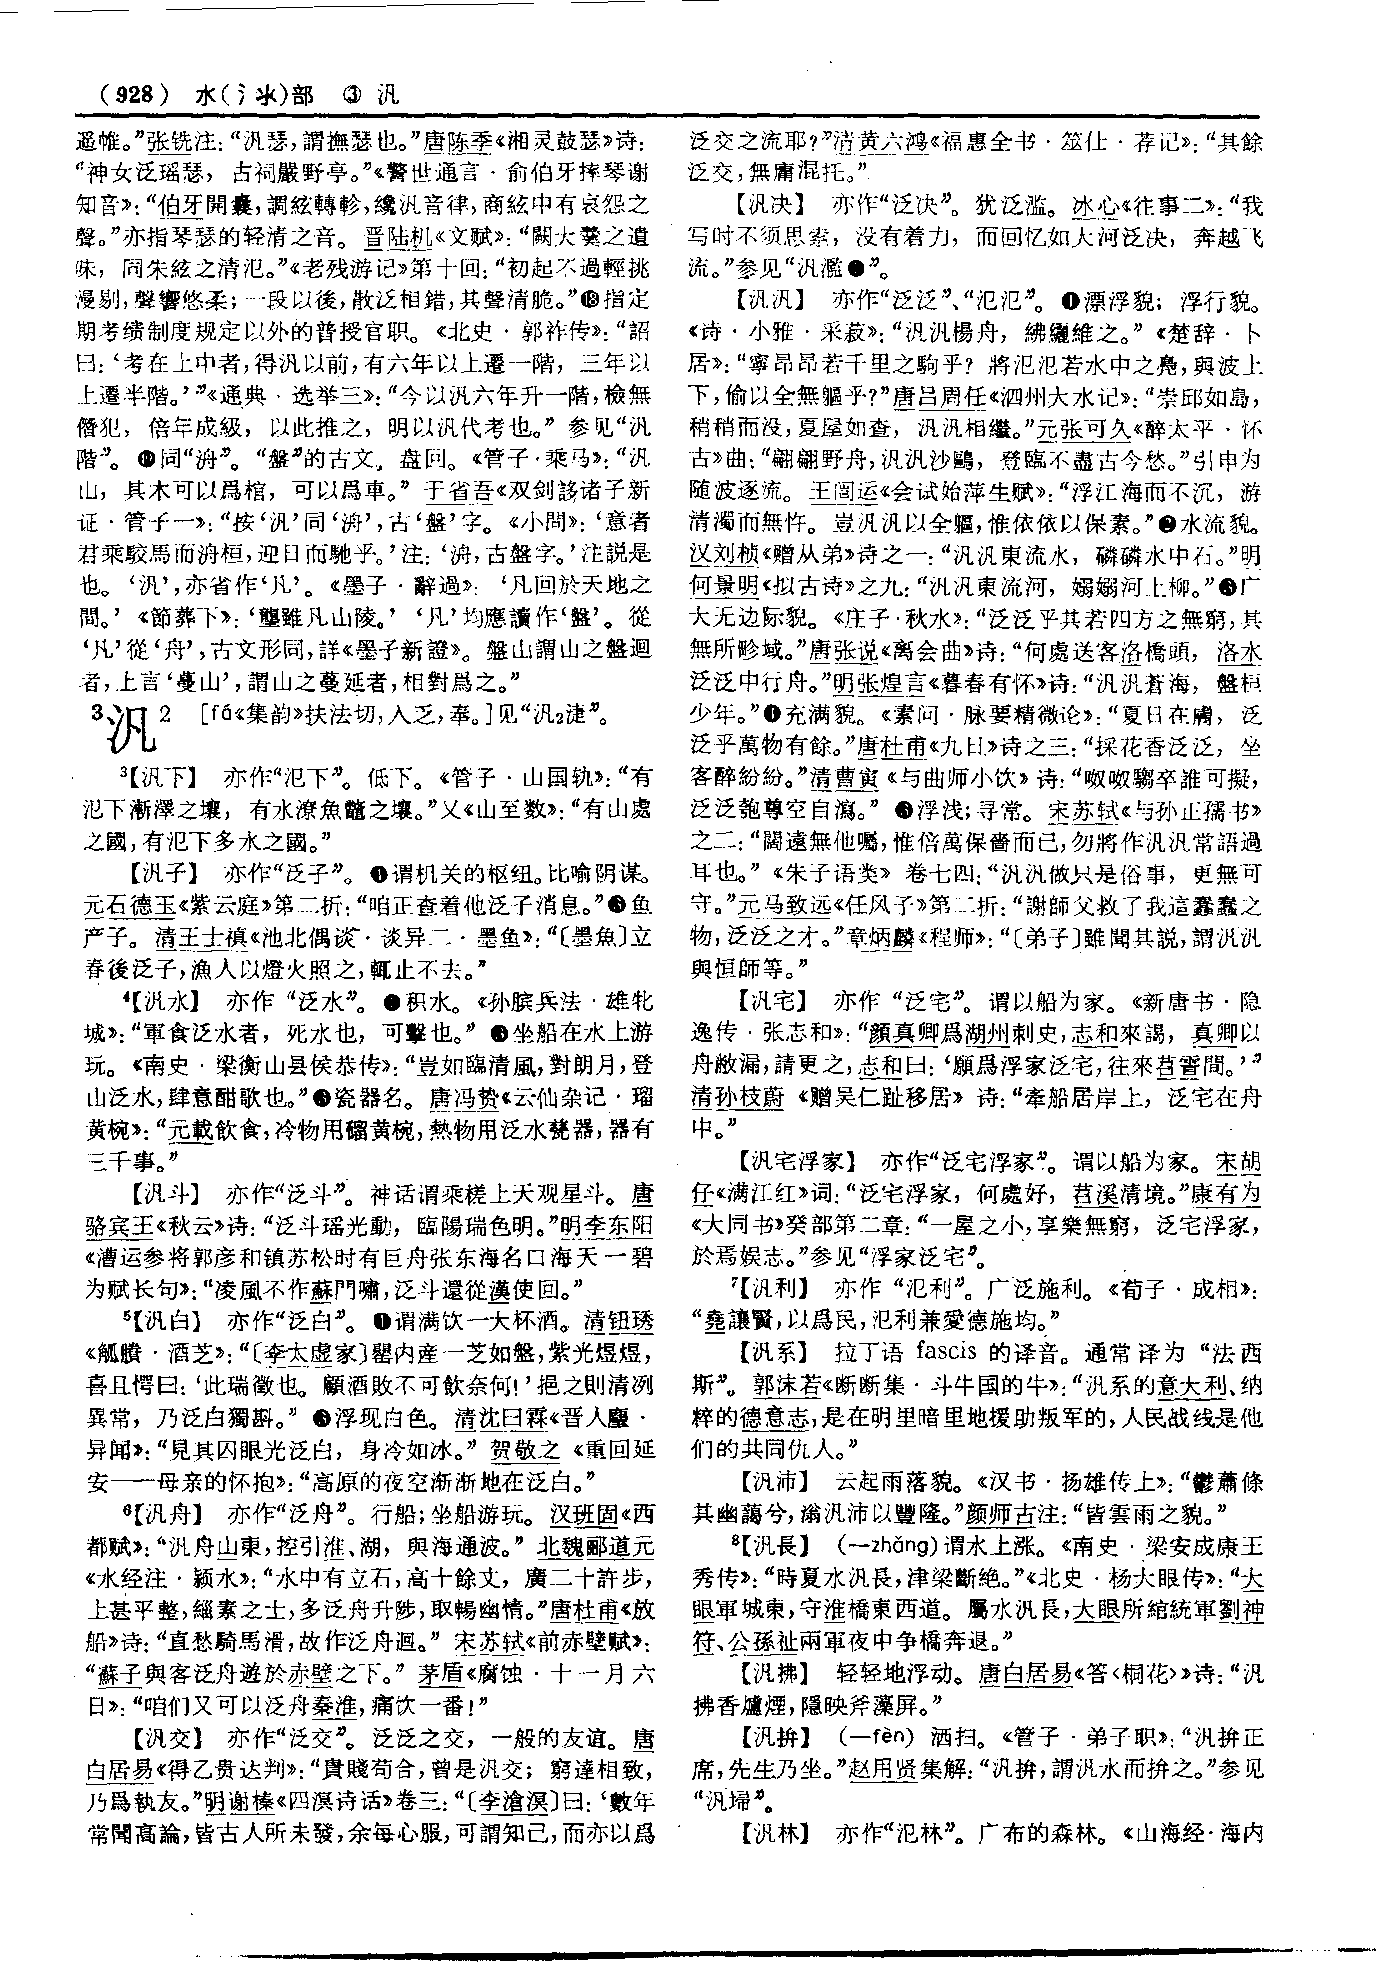 (928) 水(氵氺)部 ③ 汎
遥帷。”张铣注：“汎瑟，謂撫瑟也。”唐陈季《湘灵鼓瑟》诗：
“神女泛瑶瑟，古祠嚴野亭。”《警世通言·俞伯牙摔琴谢
知音》：“伯牙開囊，調絃轉軫，纔汎音律，商絃中有哀怨之
聲。”亦指琴瑟的轻清之音。晋陆机《文赋》：“闕大羹之遺
味，同朱絃之清氾。”《老残游记》第十回：“初起不過輕挑
漫剔，聲響悠柔；一段以後，散泛相錯，其聲清脆。”⓲指定
期考绩制度规定以外的普授官职。《北史·郭祚传》：“詔
曰：‘考在上中者，得汎以前，有六年以上遷一階，三年以
上遷半階。’”《通典·选举三》：“今以汎六年升一階，檢無
僭犯，倍年成級，以此推之，明以汎代考也。”参见“汎
階”。⓳同“洀”。“盤”的古文。盘回。《管子·乘马》：“汎
山，其木可以爲棺，可以爲車。”于省吾《双剑誃诸子新
证·管子一》：“按‘汎’同‘洀’，古‘盤’字。《小問》：‘意者
君乘駮馬而洀桓，迎日而馳乎。’注：‘洀，古盤字。’注説是
也。‘汎’，亦省作‘凡’。《墨子·辭過》：‘凡回於天地之
間。’《節葬下》：‘壟雖凡山陵。’‘凡’均應讀作‘盤’。從
‘凡’從‘舟’，古文形同，詳《墨子新證》。盤山謂山之盤迴
者，上言‘蔓山’，謂山之蔓延者，相對爲之。”
3汎2 [fá《集韵》扶法切，入乏，奉。]见“汎2淕”。
3【汎下】 亦作“氾下”。低下。《管子·山国轨》：“有
氾下漸澤之壤，有水潦魚鼈之壤。”又《山至数》：“有山處
之國，有氾下多水之國。”
【汎子】 亦作“泛子”。❶谓机关的枢纽。比喻阴谋。
元石德玉《紫云庭》第二折：“咱正查着他泛子消息。”❷鱼
产子。清王士禛《池北偶谈·谈异二·墨鱼》：“〔墨魚〕立
春後泛子，漁人以燈火照之，輒止不去。”
4【汎水】 亦作“泛水”。❶积水。《孙膑兵法·雄牝
城》：“軍食泛水者，死水也，可擊也。”❷坐船在水上游
玩。《南史·梁衡山县侯恭传》：“豈如臨清風，對朗月，登
山泛水，肆意酣歌也。”❸瓷器名。唐冯贽《云仙杂记·瑠
黄椀》：“元載飲食，冷物用瑠黄椀，熱物用泛水甆器，器有
三千事。”
【汎斗】 亦作“泛斗”。神话谓乘槎上天观星斗。唐
骆宾王《秋云》诗：“泛斗瑶光動，臨陽瑞色明。”明李东阳
《漕运参将郭彦和镇苏松时有巨舟张东海名曰海天一碧
为赋长句》：“凌風不作蘇門嘯，泛斗還從漢使回。”
5【汎白】 亦作“泛白”。❶谓满饮一大杯酒。清钮琇
《觚賸·酒芝》：“〔李太虚家〕罌内産一芝如盤，紫光煜煜，
喜且愕曰：‘此瑞徵也。顧酒敗不可飲奈何！’挹之則清冽
異常，乃泛白獨斟。”❷浮现白色。清沈曰霖《晋人麈·
异闻》：“見其囚眼光泛白，身冷如冰。”贺敬之《重回延
安——母亲的怀抱》：“高原的夜空渐渐地在泛白。”
6【汎舟】 亦作“泛舟”。行船；坐船游玩。汉班固《西
都赋》：“汎舟山東，控引淮、湖，與海通波。”北魏郦道元
《水经注·颍水》：“水中有立石，高十餘丈，廣二十許步，
上甚平整，緇素之士，多泛舟升陟，取暢幽情。”唐杜甫《放
船》诗：“直愁騎馬滑，故作泛舟迴。”宋苏轼《前赤壁赋》：
“蘇子與客泛舟遊於赤壁之下。”茅盾《腐蚀·十一月六
日》：“咱们又可以泛舟秦淮，痛饮一番！”
【汎交】 亦作“泛交”。泛泛之交，一般的友谊。唐
白居易《得乙贵达判》：“貴賤苟合，曾是汎交；窮達相致，
乃爲執友。”明谢榛《四溟诗话》卷三：“〔李滄溟〕曰：‘數年
常聞高論，皆古人所未發，余每心服，可謂知己，而亦以爲
泛交之流耶？’”清黄六鸿《福惠全书·筮仕·荐记》：“其餘
泛交，無庸混托。”
【汎决】 亦作“泛决”。犹泛滥。冰心《往事二》：“我
写时不须思索，没有着力，而回忆如大河泛决，奔越飞
流。”参见“汎濫❶”。
【汎汎】 亦作“泛泛”、“氾氾”。❶漂浮貌；浮行貌。
《诗·小雅·采菽》：“汎汎楊舟，紼纚維之。”《楚辞·卜
居》：“寧昂昂若千里之駒乎？將氾氾若水中之鳧，與波上
下，偷以全無軀乎？”唐吕周任《泗州大水记》：“崇邱如島，
稍稍而没，夏屋如查，汎汎相繼。”元张可久《醉太平·怀
古》曲：“翩翩野舟，汎汎沙鷗，登臨不盡古今愁。”引申为
随波逐流。王闿运《会试始萍生赋》：“浮江海而不沉，游
清濁而無忤。豈汎汎以全軀，惟依依以保素。”❷水流貌。
汉刘桢《赠从弟》诗之一：“汎汎東流水，磷磷水中石。”明
何景明《拟古诗》之九：“汎汎東流河，嫋嫋河上柳。”❸广
大无边际貌。《庄子·秋水》：“泛泛乎其若四方之無窮，其
無所畛域。”唐张说《离会曲》诗：“何處送客洛橋頭，洛水
泛泛中行舟。”明张煌言《暮春有怀》诗：“汎汎蒼海，盤桓
少年。”❹充满貌。《素问·脉要精微论》：“夏日在膚，泛
泛乎萬物有餘。”唐杜甫《九日》诗之三：“採花香泛泛，坐
客醉紛紛。”清曹寅《与曲师小饮》诗：“呶呶騶卒誰可擬，
泛泛匏尊空自瀉。”❺浮浅；寻常。宋苏轼《与孙正孺书》
之二：“闊遠無他囑，惟倍萬保嗇而已，勿將作汎汎常語過
耳也。”《朱子语类》卷七四：“汎汎做只是俗事，更無可
守。”元马致远《任风子》第二折：“謝師父救了我這蠢蠢之
物，泛泛之才。”章炳麟《程师》：“〔弟子〕雖聞其説，謂汎汎
與恒師等。”
【汎宅】 亦作“泛宅”。谓以船为家。《新唐书·隐
逸传·张志和》：“顔真卿爲湖州刺史，志和來謁，真卿以
舟敝漏，請更之，志和曰：‘願爲浮家泛宅，往來苕霅間。’”
清孙枝蔚《赠吴仁趾移居》诗：“牽船居岸上，泛宅在舟
中。”
【汎宅浮家】 亦作“泛宅浮家”。谓以船为家。宋胡
仔《满江红》词：“泛宅浮家，何處好，苕溪清境。”康有为
《大同书》癸部第二章：“一屋之小，享樂無窮，泛宅浮家，
於焉娱志。”参见“浮家泛宅”。
7【汎利】 亦作“氾利”。广泛施利。《荀子·成相》：
“堯讓賢，以爲民，氾利兼愛德施均。”
【汎系】 拉丁语 fascis 的译音。通常译为“法西
斯”。郭沫若《断断集·斗牛国的牛》：“汎系的意大利、纳
粹的德意志，是在明里暗里地援助叛军的，人民战线是他
们的共同仇人。”
【汎沛】 云起雨落貌。《汉书·扬雄传上》：“鬱蕭條
其幽藹兮，滃汎沛以豐隆。”颜师古注：“皆雲雨之貌。”
8【汎長】 (—zhǎng)谓水上涨。《南史·梁安成康王
秀传》：“時夏水汎長，津梁斷絶。”《北史·杨大眼传》：“大
眼軍城東，守淮橋東西道。屬水汎長，大眼所綰統軍劉神
符、公孫祉兩軍夜中争橋奔退。”
【汎拂】 轻轻地浮动。唐白居易《答〈桐花〉》诗：“汎
拂香爐煙，隱映斧藻屏。”
【汎拚】 (—fèn) 洒扫。《管子·弟子职》：“汎拚正
席，先生乃坐。”赵用贤集解：“汎拚，謂汎水而拚之。”参见
“汎埽”。
【汎林】 亦作“氾林”。广布的森林。《山海经·海内